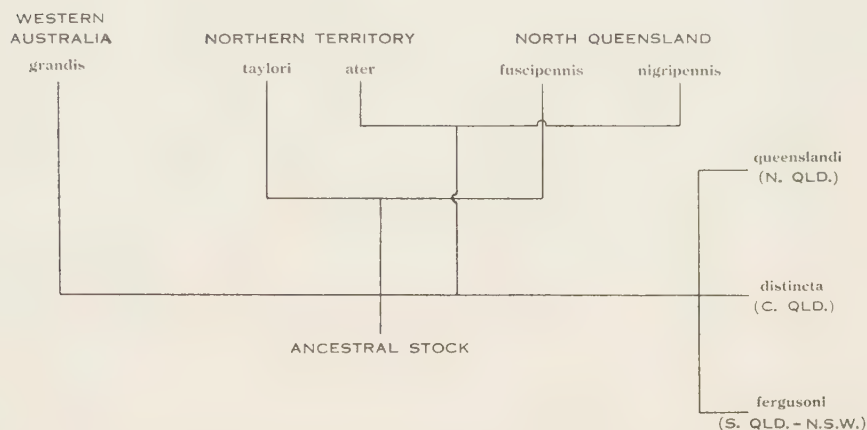 WESTERN
AUSTRALIA
grandis
NORTHERN TERRITORY
taylori ater
NORTH QUEENSLAND
fuscipennis nigripennis
queenslandi
(N. QLD.)
distincta
(C. QLD.)
ANCESTRAL STOCK
fergusoni
(S. QLD.-N.S.W.)